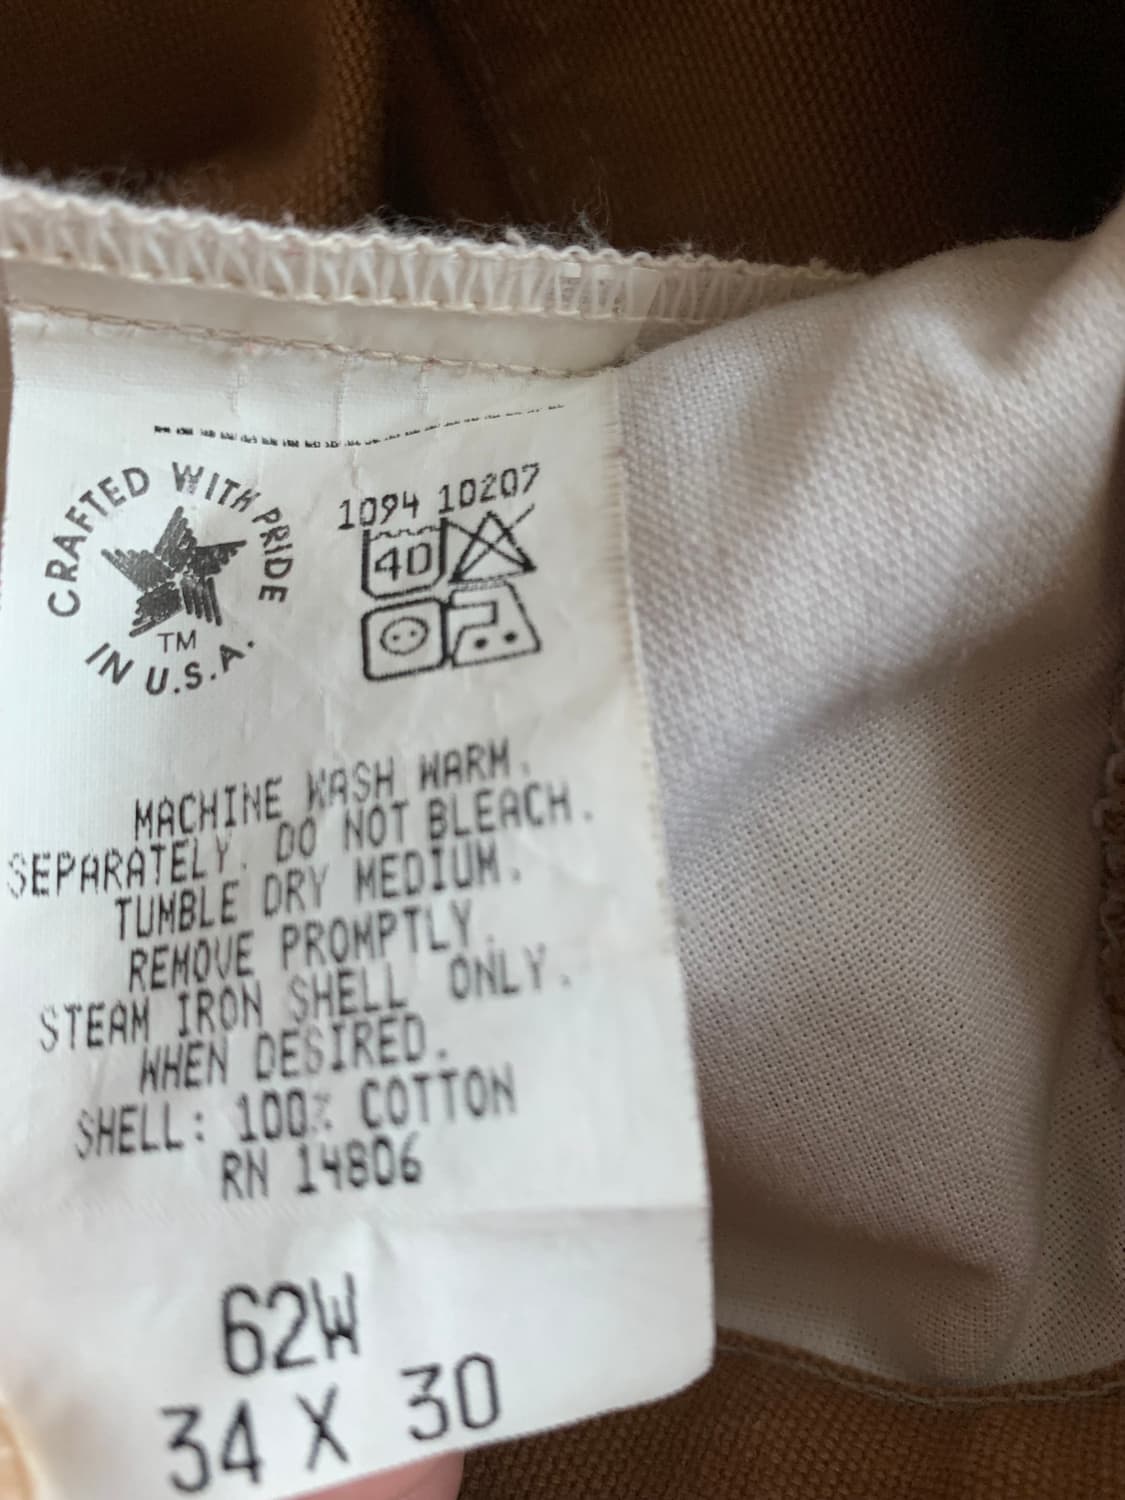 CRAFTED WITH PRIDE
IN U.S.A.
TM
1094 10207
40
MACHINE WASH WARM.
SEPARATELY. DO NOT BLEACH.
TUMBLE DRY MEDIUM.
REMOVE PROMPTLY.
STEAM IRON SHELL ONLY.
WHEN DESIRED.
SHELL: 100% COTTON
RN 14806
62W
34 X 30